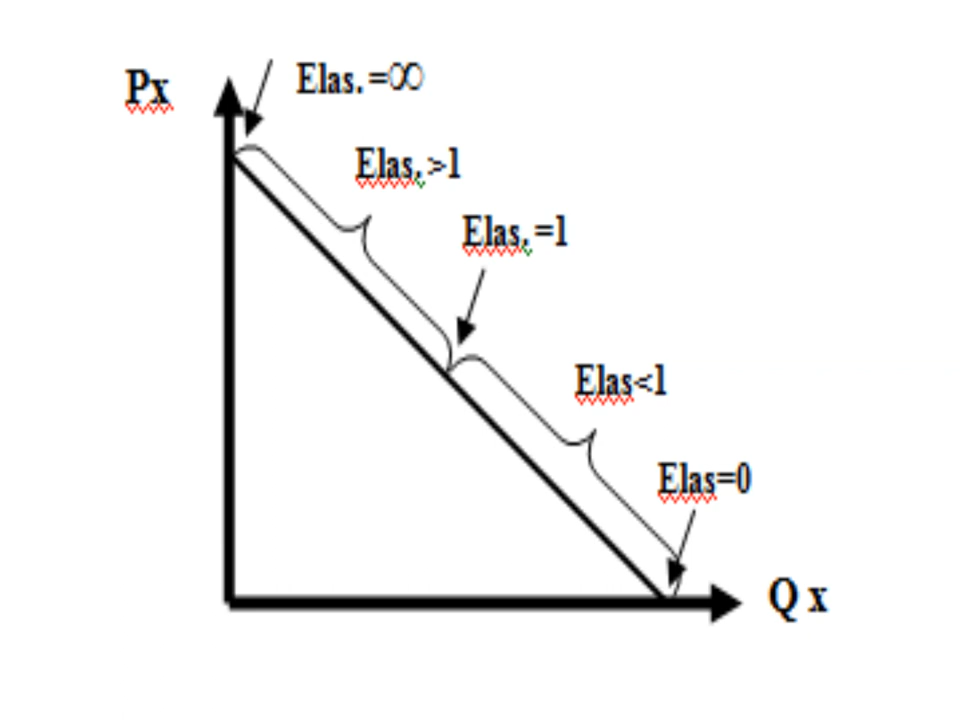 Px
Elas. =∞
Elas. >1
Elas. =1
Elas<1
Elas=0
Q x